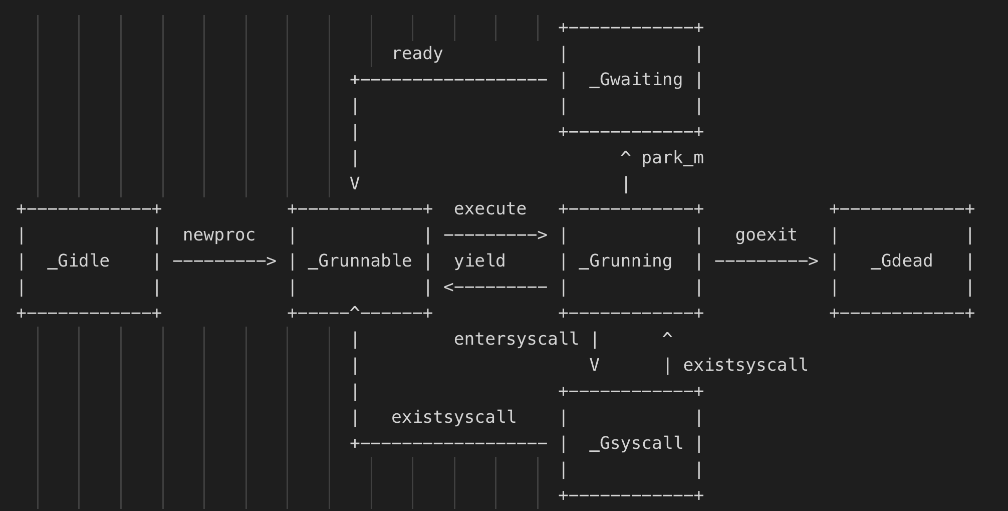 ready
_Gwaiting
park_m
execute
newproc
goexit
_Gidle
_Grunnable
yield
_Grunning
_Gdead
entersyscall
existsyscall
existsyscall
_Gsyscall